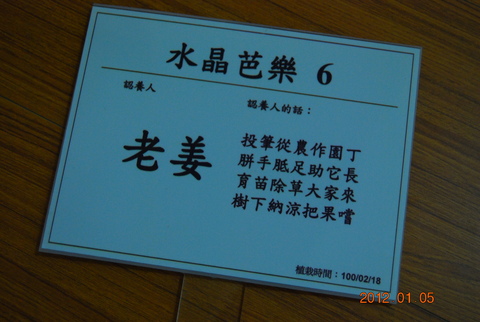 水晶芭樂 6
認養人
認養人的話：
老姜
投筆從農作園丁
胼手胝足助它長
育苗除草大家來
樹下納涼把果嚐
植栽時間：100/02/18
2012.01.05